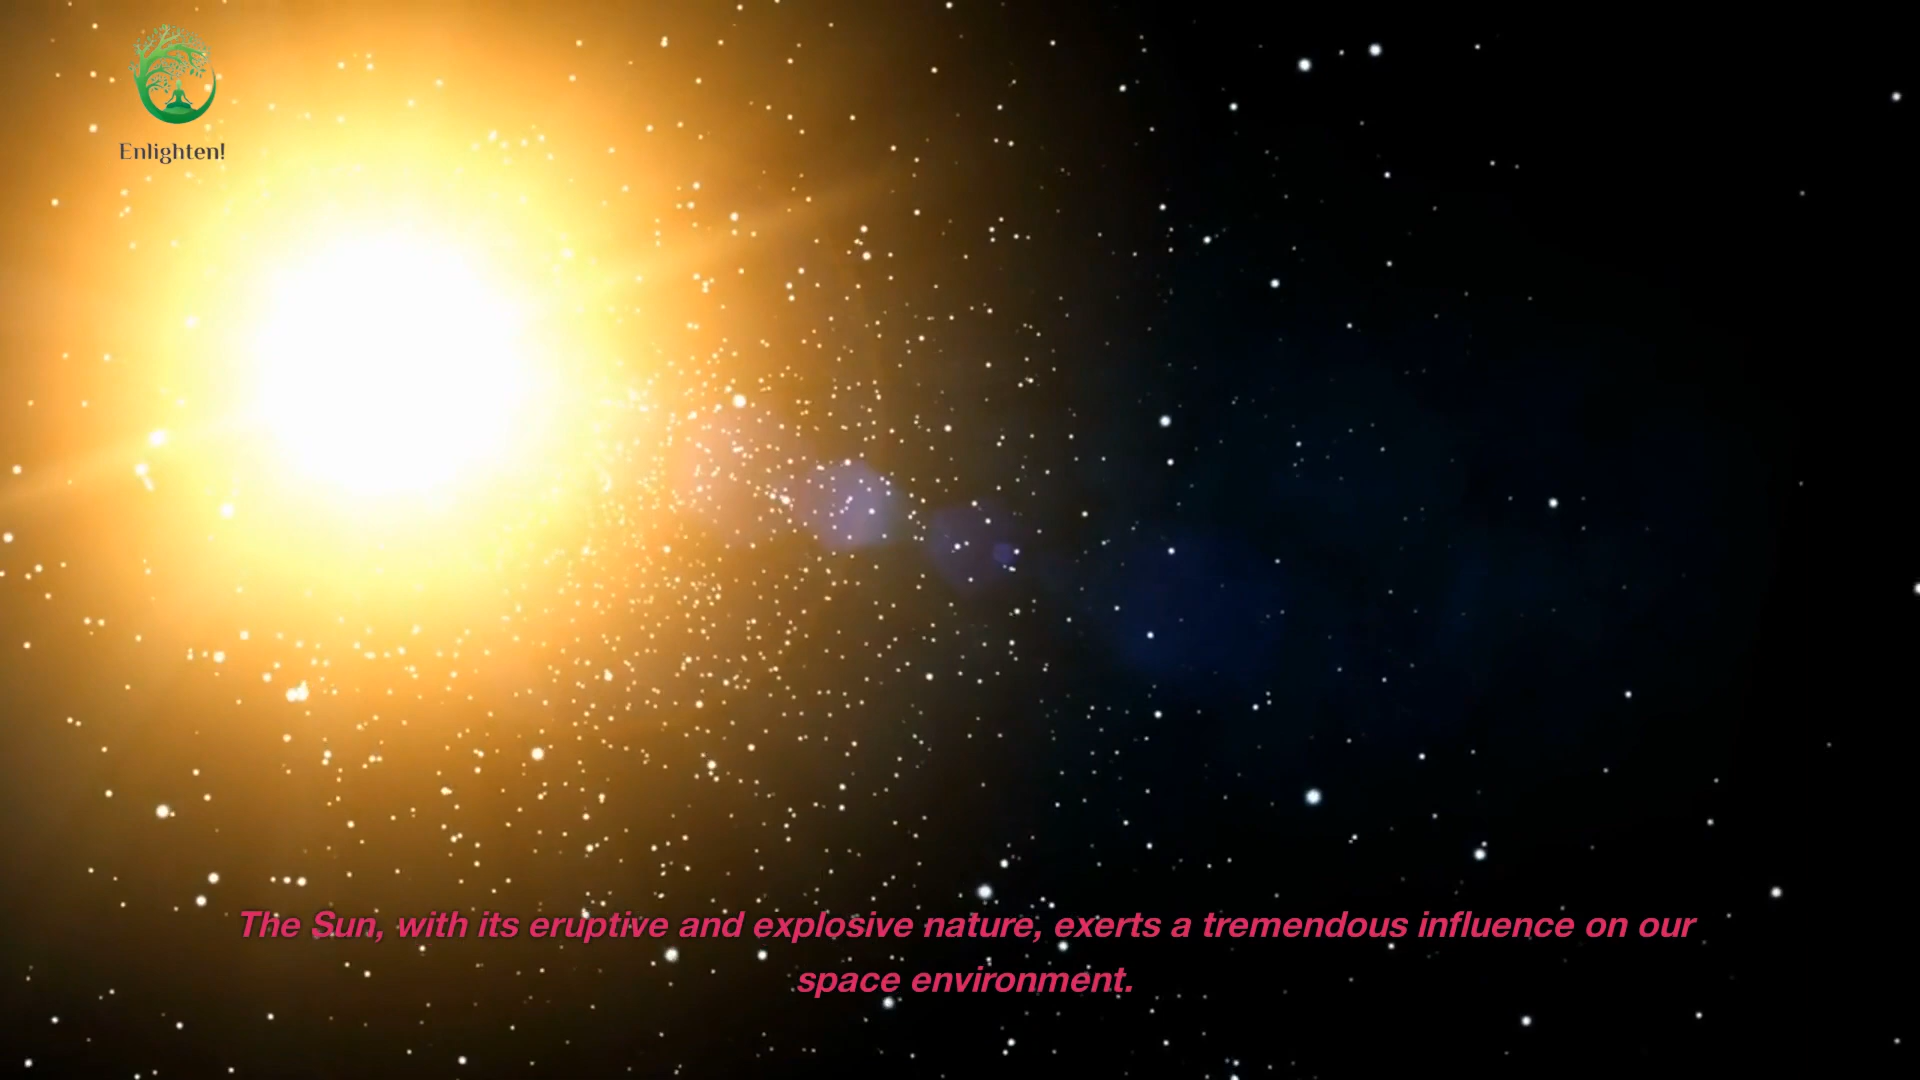 Enlighten!
The Sun, with its eruptive and explosive nature, exerts a tremendous influence on our
space environment.